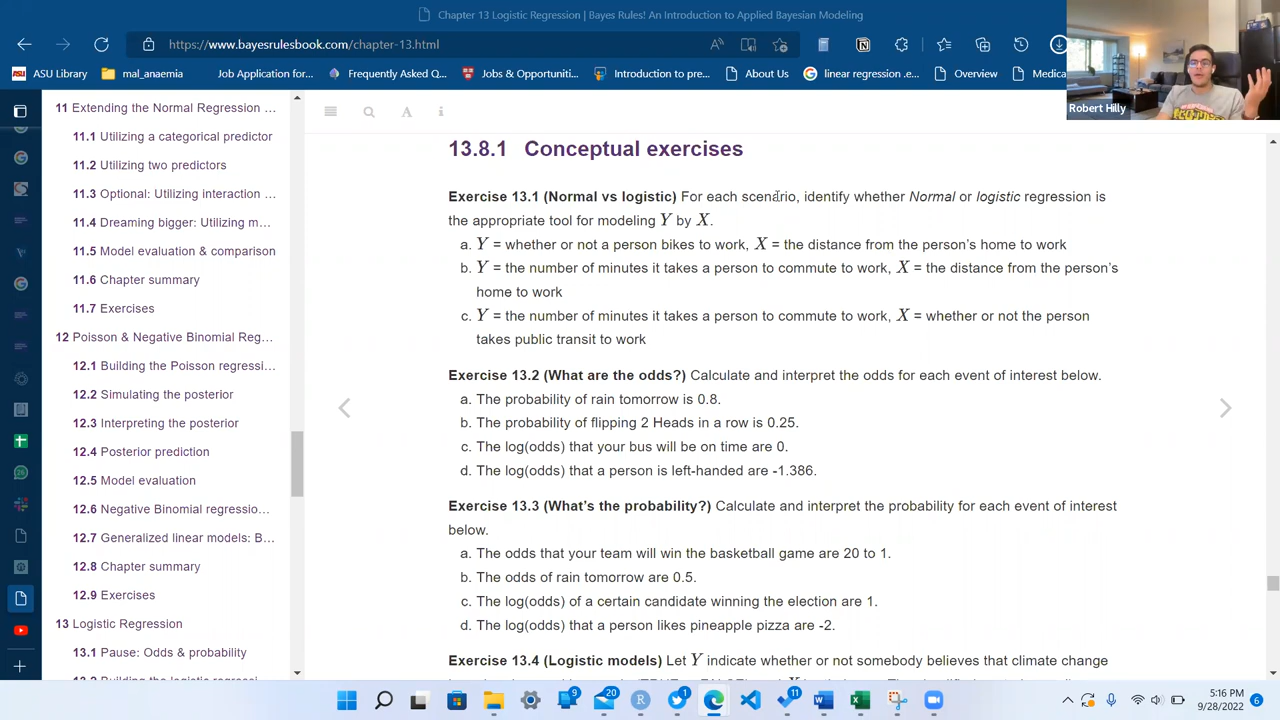 Chapter 13 Logistic Regression | Bayes Rules! An Introduction to Applied Bayesian Modeling
https://www.bayesrulesbook.com/chapter-13.html
ASU Library
mal_anaemia
Job Application for...
Frequently Asked Q...
Jobs & Opportuniti...
Introduction to pre...
About Us
linear regression .e...
Overview
Medica
Robert Hilly
11 Extending the Normal Regression ...
11.1 Utilizing a categorical predictor
11.2 Utilizing two predictors
11.3 Optional: Utilizing interaction ...
11.4 Dreaming bigger: Utilizing m...
11.5 Model evaluation & comparison
11.6 Chapter summary
11.7 Exercises
12 Poisson & Negative Binomial Reg...
12.1 Building the Poisson regressi...
12.2 Simulating the posterior
12.3 Interpreting the posterior
12.4 Posterior prediction
12.5 Model evaluation
12.6 Negative Binomial regressio...
12.7 Generalized linear models: B...
12.8 Chapter summary
12.9 Exercises
13 Logistic Regression
13.1 Pause: Odds & probability
13.8.1 Conceptual exercises
Exercise 13.1 (Normal vs logistic) For each scenario, identify whether Normal or logistic regression is
the appropriate tool for modeling Y by X.
a. Y = whether or not a person bikes to work, X = the distance from the person's home to work
b. Y = the number of minutes it takes a person to commute to work, X = the distance from the person's
home to work
c. Y = the number of minutes it takes a person to commute to work, X = whether or not the person
takes public transit to work
Exercise 13.2 (What are the odds?) Calculate and interpret the odds for each event of interest below.
a. The probability of rain tomorrow is 0.8.
b. The probability of flipping 2 Heads in a row is 0.25.
c. The log(odds) that your bus will be on time are 0.
d. The log(odds) that a person is left-handed are -1.386.
Exercise 13.3 (What's the probability?) Calculate and interpret the probability for each event of interest
below.
a. The odds that your team will win the basketball game are 20 to 1.
b. The odds of rain tomorrow are 0.5.
c. The log(odds) of a certain candidate winning the election are 1.
d. The log(odds) that a person likes pineapple pizza are -2.
Exercise 13.4 (Logistic models) Let Y indicate whether or not somebody believes that climate change
9
20
1
11
5:16 PM
9/28/2022
6